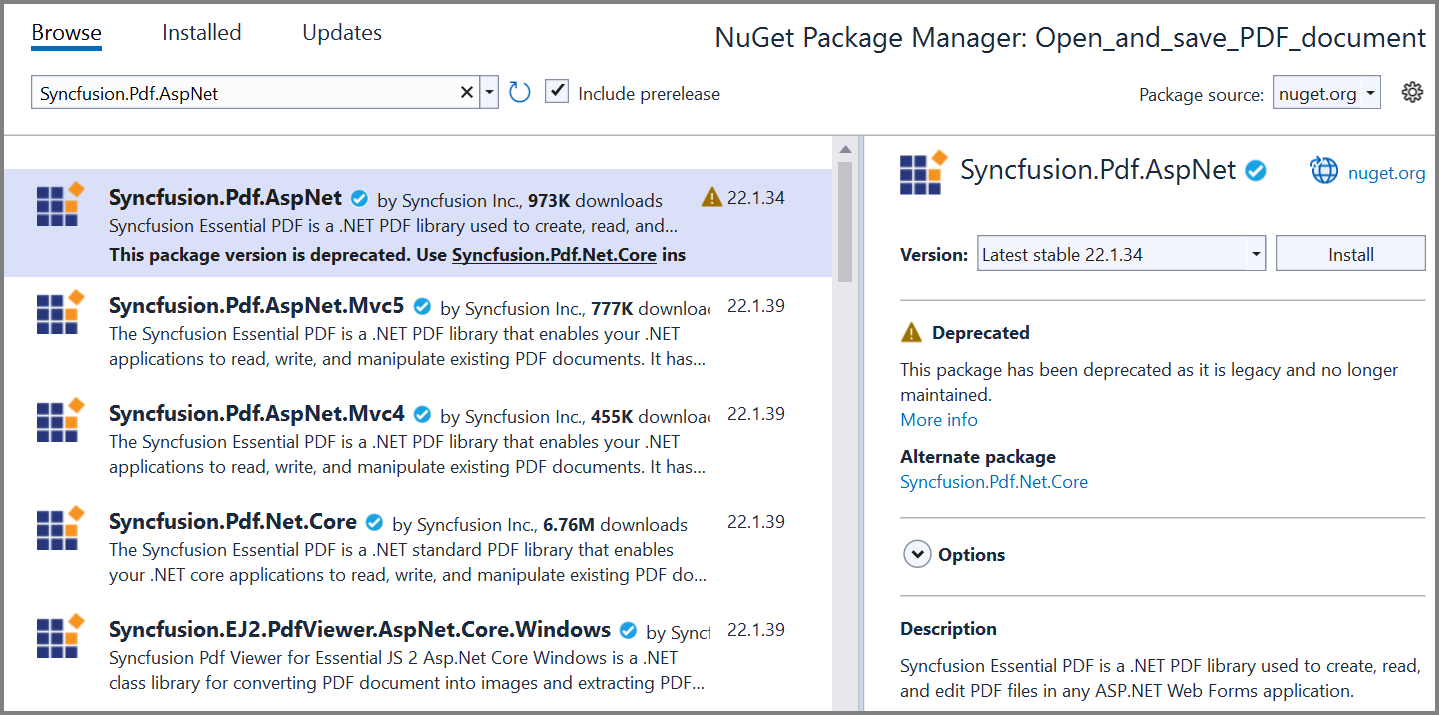 Browse Installed Updates
NuGet Package Manager: Open_and_save_PDF_document
Syncfusion.Pdf.AspNet
Include prerelease
Package source: nuget.org
Syncfusion.Pdf.AspNet by Syncfusion Inc., 973K downloads 22.1.34
Syncfusion Essential PDF is a .NET PDF library used to create, read, and...
This package version is deprecated. Use Syncfusion.Pdf.Net.Core ins
Syncfusion.Pdf.AspNet.Mvc5 by Syncfusion Inc., 777K downloa 22.1.39
The Syncfusion Essential PDF is a .NET PDF library that enables your .NET
applications to read, write, and manipulate existing PDF documents. It has...
Syncfusion.Pdf.AspNet.Mvc4 by Syncfusion Inc., 455K downloa 22.1.39
The Syncfusion Essential PDF is a .NET PDF library that enables your .NET
applications to read, write, and manipulate existing PDF documents. It has...
Syncfusion.Pdf.Net.Core by Syncfusion Inc., 6.76M downloads 22.1.39
The Syncfusion Essential PDF is a .NET standard PDF library that enables
your .NET core applications to read, write, and manipulate existing PDF do...
Syncfusion.EJ2.PdfViewer.AspNet.Core.Windows by Syncf 22.1.39
Syncfusion Pdf Viewer for Essential JS 2 Asp.Net Core Windows is a .NET
class library for converting PDF document into images and extracting PDF...
Syncfusion.Pdf.AspNet nuget.org
Version: Latest stable 22.1.34 Install
Deprecated
This package has been deprecated as it is legacy and no longer
maintained.
More info
Alternate package
Syncfusion.Pdf.Net.Core
Options
Description
Syncfusion Essential PDF is a .NET PDF library used to create, read,
and edit PDF files in any ASP.NET Web Forms application.